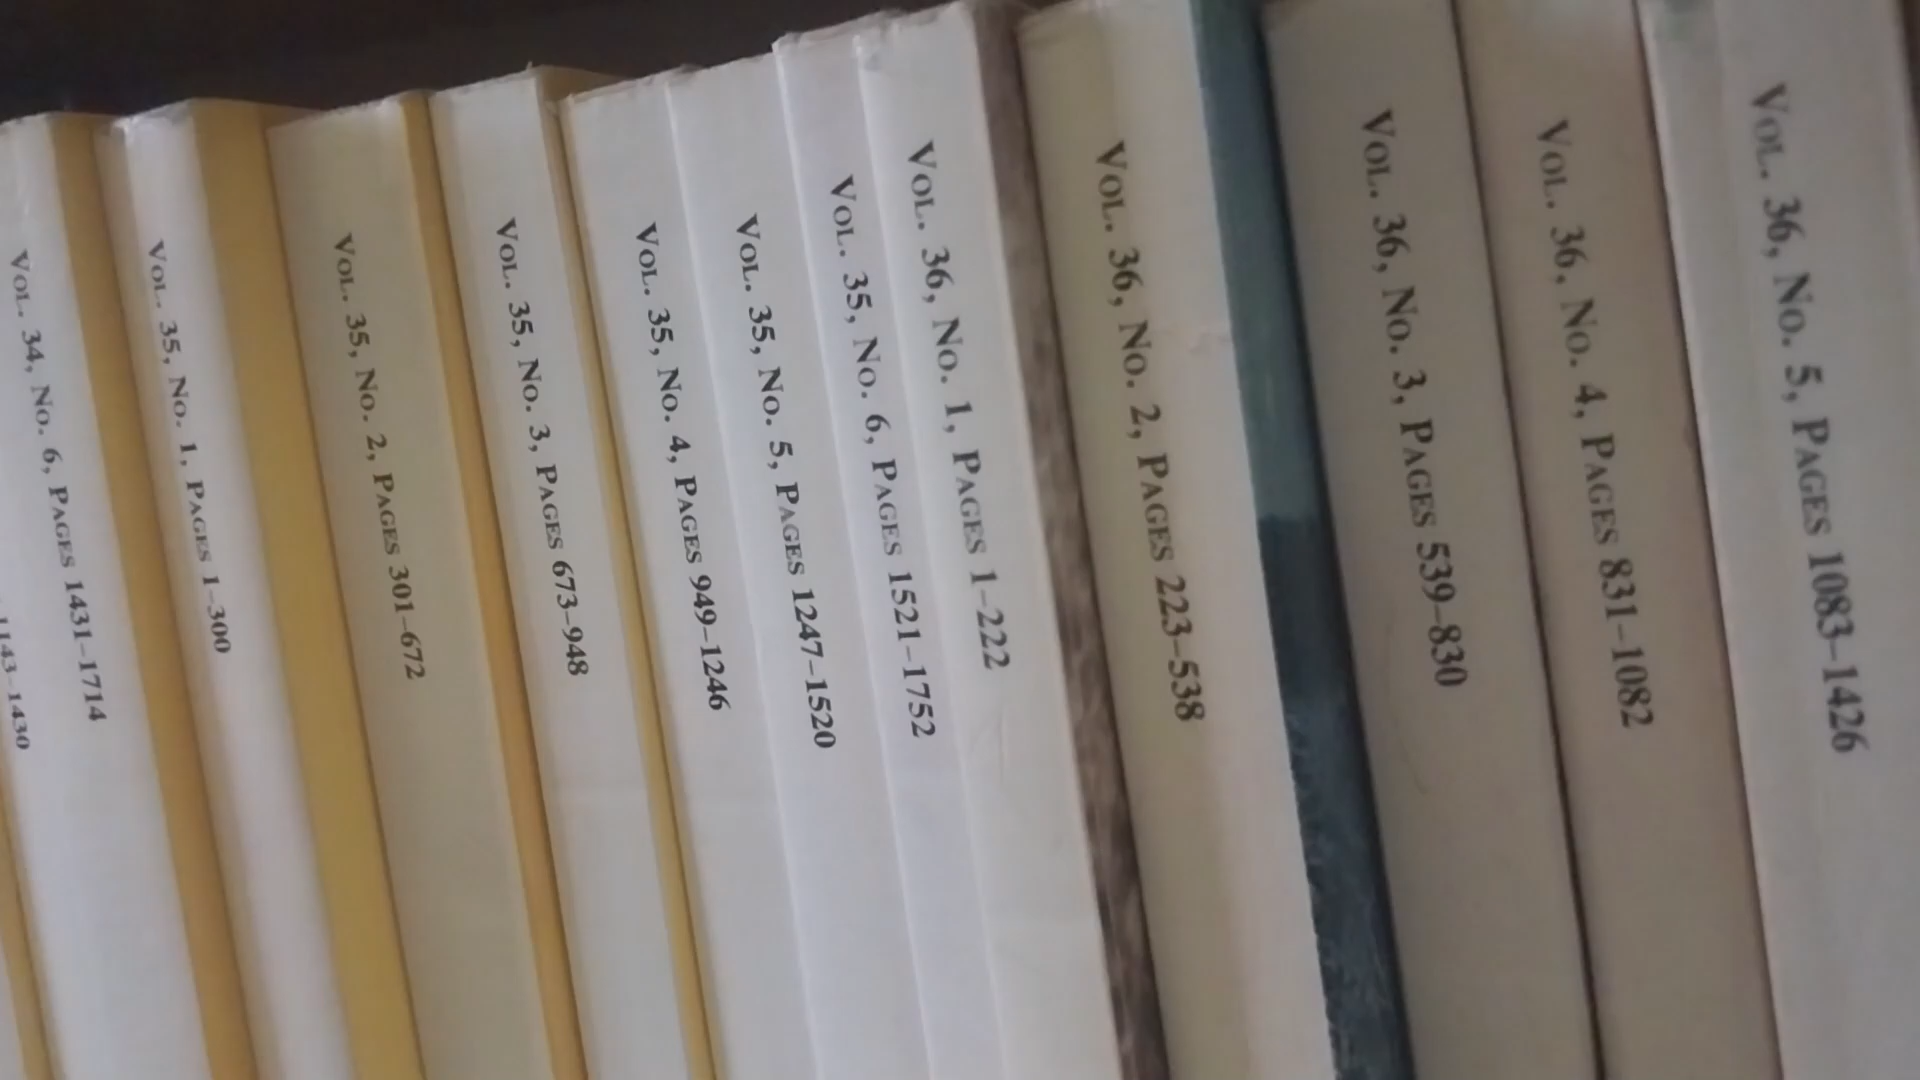 1143–1430
Vol. 34, No. 6, Pages 1431–1714
Vol. 35, No. 1, Pages 1–300
Vol. 35, No. 2, Pages 301–672
Vol. 35, No. 3, Pages 673–948
Vol. 35, No. 4, Pages 949–1246
Vol. 35, No. 5, Pages 1247–1520
Vol. 35, No. 6, Pages 1521–1752
Vol. 36, No. 1, Pages 1–222
Vol. 36, No. 2, Pages 223–538
Vol. 36, No. 3, Pages 539–830
Vol. 36, No. 4, Pages 831–1082
Vol. 36, No. 5, Pages 1083–1426